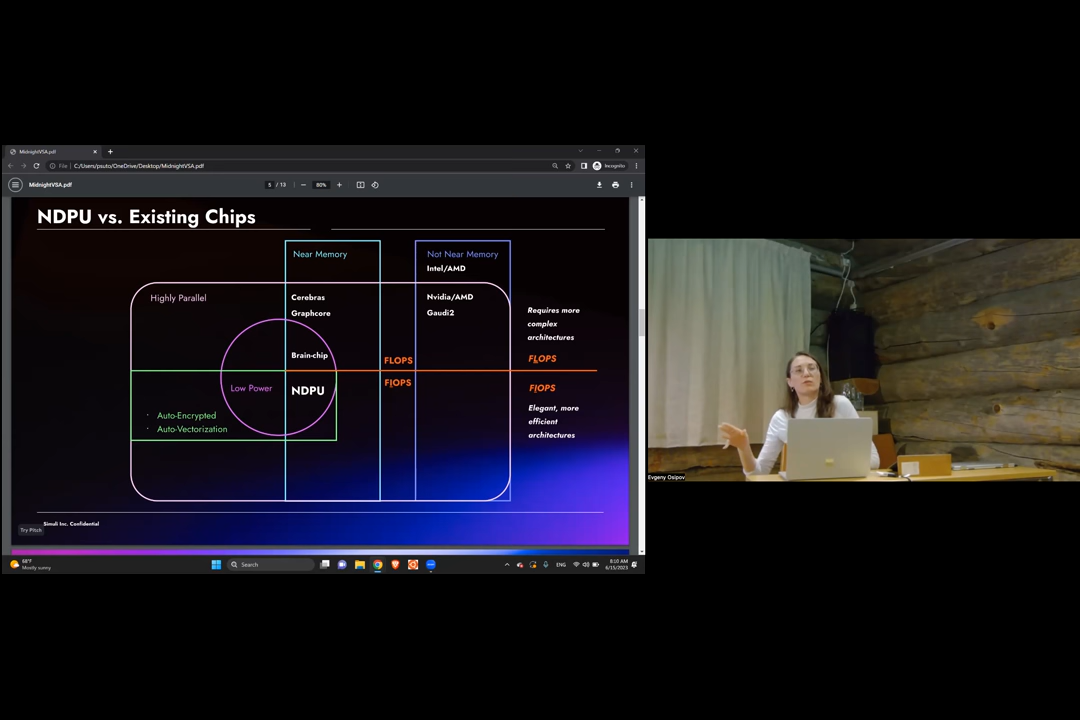 MidnightVSA.pdf
File
C:/Users/psuto/OneDrive/Desktop/MidnightVSA.pdf
Incognito
MidnightVSA.pdf
5 / 13
80%
NDPU vs. Existing Chips
Near Memory
Not Near Memory
Intel/AMD
Highly Parallel
Cerebras
Graphcore
Nvidia/AMD
Gaudi2
Requires more
complex
architectures
Brain-chip
FLOPS
FLOPS
Low Power
NDPU
FIOPS
FIOPS
· Auto-Encrypted
· Auto-Vectorization
Elegant, more
efficient
architectures
Simuli Inc. Confidential
Try Pitch
Evgeny Osipov
68°F
Mostly sunny
Search
ENG
8:10 AM
6/15/2023